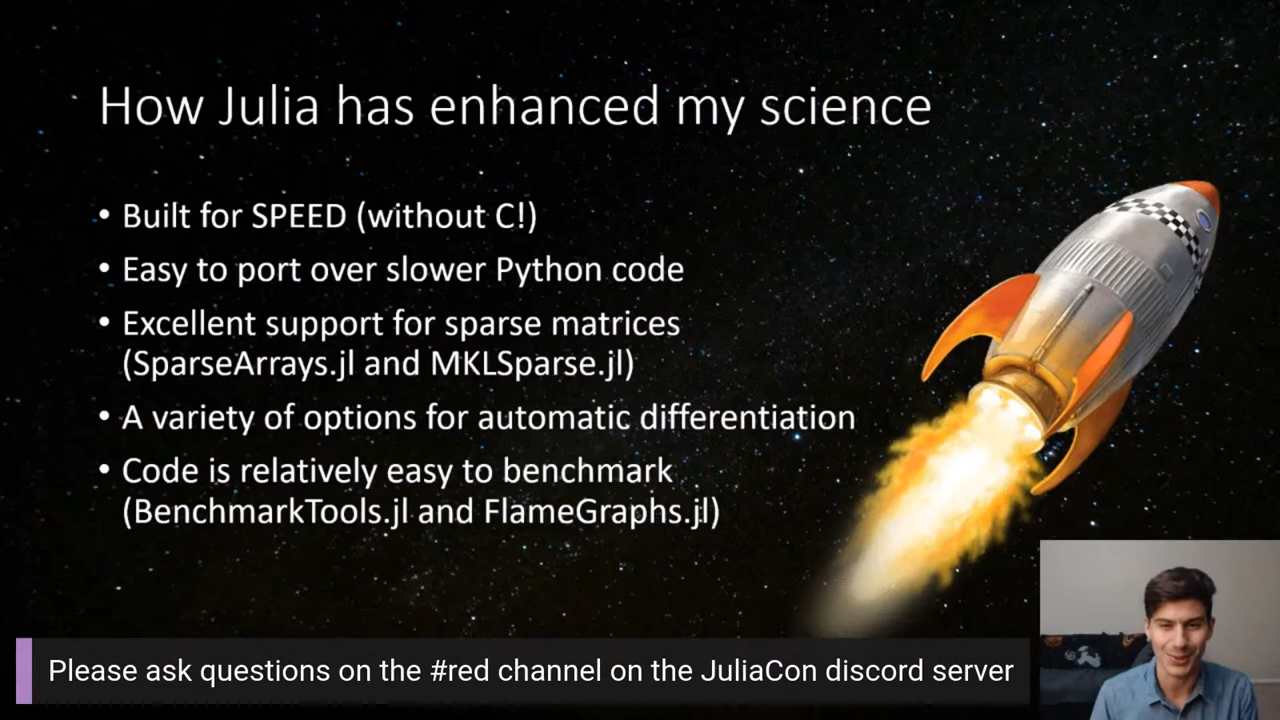 How Julia has enhanced my science
• Built for SPEED (without C!)
• Easy to port over slower Python code
• Excellent support for sparse matrices
(SparseArrays.jl and MKLSparse.jl)
• A variety of options for automatic differentiation
• Code is relatively easy to benchmark
(BenchmarkTools.jl and FlameGraphs.jl)
Please ask questions on the #red channel on the JuliaCon discord server